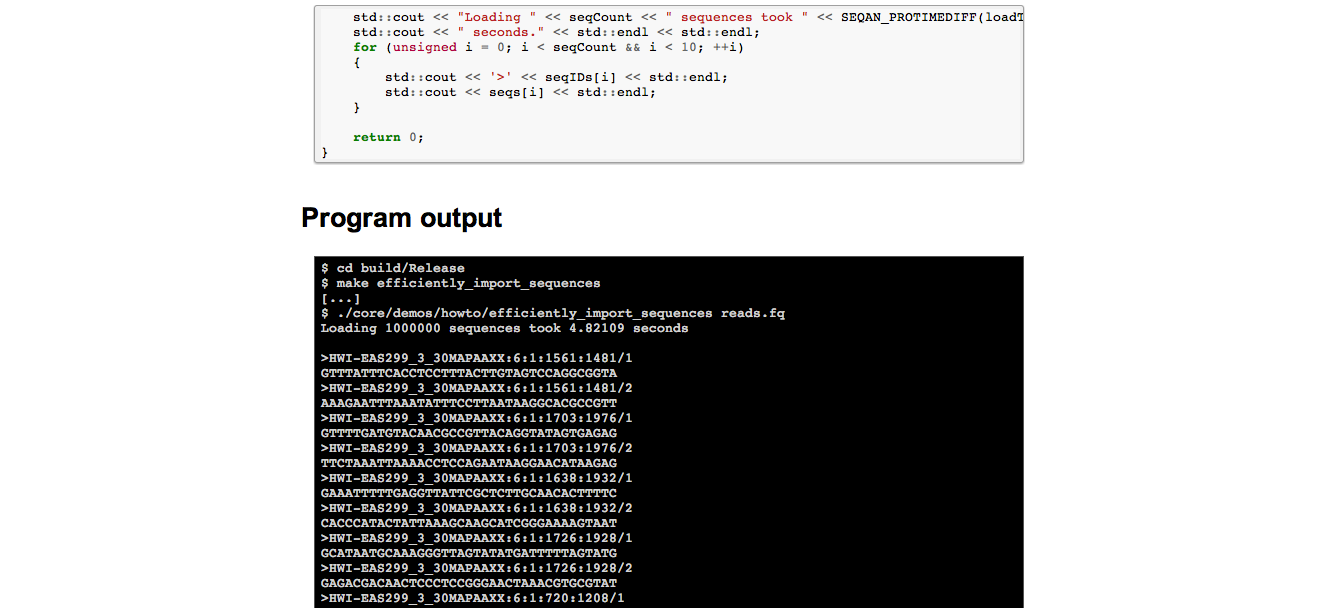 std::cout << "Loading " << seqCount << " sequences took " << SEQAN_PROTIMEDIFF(loadT
std::cout << " seconds." << std::endl << std::endl;
for (unsigned i = 0; i < seqCount && i < 10; ++i)
{
std::cout << '>' << seqIDs[i] << std::endl;
std::cout << seqs[i] << std::endl;
}
return 0;
}
Program output
$ cd build/Release
$ make efficiently_import_sequences
[...]
$ ./core/demos/howto/efficiently_import_sequences reads.fq
Loading 1000000 sequences took 4.82109 seconds
>HWI-EAS299_3_30MAPAAXX:6:1:1561:1481/1
GTTTATTTCACCTCCTTTACTTGTAGTCCAGGCGGTA
>HWI-EAS299_3_30MAPAAXX:6:1:1561:1481/2
AAAGAATTTAAATATTTCCTTAATAAGGCACGCCGTT
>HWI-EAS299_3_30MAPAAXX:6:1:1703:1976/1
GTTTTGATGTACAACGCCGTTACAGGTATAGTGAGAG
>HWI-EAS299_3_30MAPAAXX:6:1:1703:1976/2
TTCTAAATTAAAACCTCCAGAATAAGGAACATAAGAG
>HWI-EAS299_3_30MAPAAXX:6:1:1638:1932/1
GAAATTTTTGAGGTTATTCGCTCTTGCAACACTTTTC
>HWI-EAS299_3_30MAPAAXX:6:1:1638:1932/2
CACCCATACTATTAAAGCAAGCATCGGGAAAAGTAAT
>HWI-EAS299_3_30MAPAAXX:6:1:1726:1928/1
GCATAATGCAAAGGGTTAGTATATGATTTTTAGTATG
>HWI-EAS299_3_30MAPAAXX:6:1:1726:1928/2
GAGACGACAACTCCCTCCGGGAACTAAACGTGCGTAT
>HWI-EAS299_3_30MAPAAXX:6:1:720:1208/1